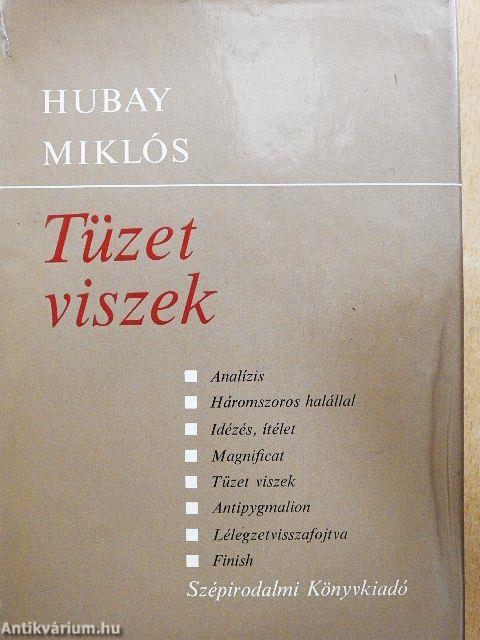 HUBAY
MIKLÓS
Tüzet
viszek
Analízis
Háromszoros halállal
Idézés, ítélet
Magnificat
Tüzet viszek
Antipygmalion
Lélegzetvisszafojtva
Finish
Szépirodalmi Könyvkiadó
Antikvárium.hu